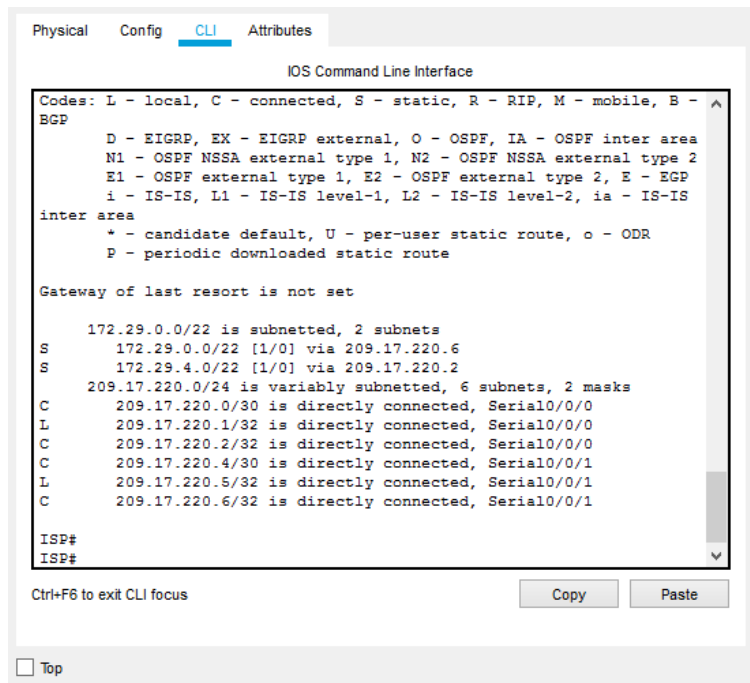 Physical Config CLI Attributes
IOS Command Line Interface
Codes: L - local, C - connected, S - static, R - RIP, M - mobile, B -
BGP
D - EIGRP, EX - EIGRP external, O - OSPF, IA - OSPF inter area
N1 - OSPF NSSA external type 1, N2 - OSPF NSSA external type 2
E1 - OSPF external type 1, E2 - OSPF external type 2, E - EGP
i - IS-IS, L1 - IS-IS level-1, L2 - IS-IS level-2, ia - IS-IS
inter area
* - candidate default, U - per-user static route, o - ODR
P - periodic downloaded static route
Gateway of last resort is not set
172.29.0.0/22 is subnetted, 2 subnets
S 172.29.0.0/22 [1/0] via 209.17.220.6
S 172.29.4.0/22 [1/0] via 209.17.220.2
209.17.220.0/24 is variably subnetted, 6 subnets, 2 masks
C 209.17.220.0/30 is directly connected, Serial0/0/0
L 209.17.220.1/32 is directly connected, Serial0/0/0
C 209.17.220.2/32 is directly connected, Serial0/0/0
C 209.17.220.4/30 is directly connected, Serial0/0/1
L 209.17.220.5/32 is directly connected, Serial0/0/1
C 209.17.220.6/32 is directly connected, Serial0/0/1
ISP#
ISP#
Ctrl+F6 to exit CLI focus Copy Paste
Top